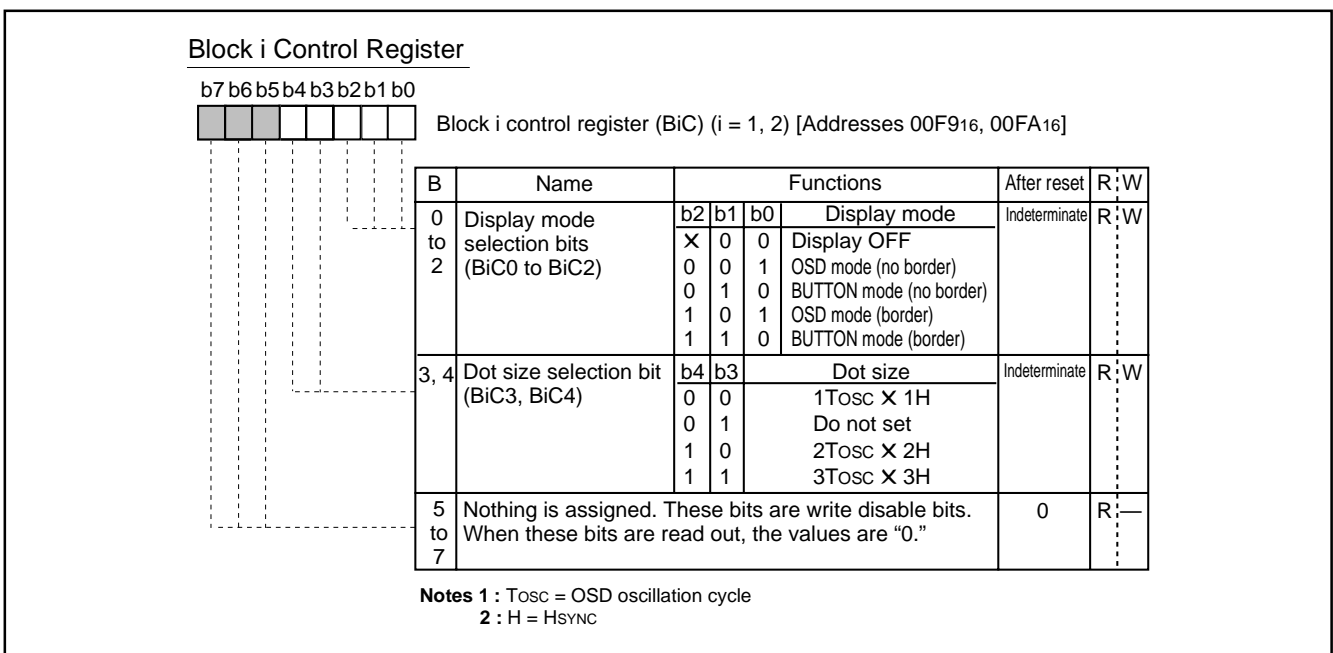 Block i Control Register
b7 b6 b5 b4 b3 b2 b1 b0
Block i control register (BiC) (i = 1, 2) [Addresses 00F916, 00FA16]
B Name Functions After reset R W
0 to 2 Display mode selection bits (BiC0 to BiC2) b2 b1 b0 Display mode Indeterminate R W
X 0 0 Display OFF
0 0 1 OSD mode (no border)
0 1 0 BUTTON mode (no border)
1 0 1 OSD mode (border)
1 1 0 BUTTON mode (border)
3, 4 Dot size selection bit (BiC3, BiC4) b4 b3 Dot size Indeterminate R W
0 0 1TOSC X 1H
0 1 Do not set
1 0 2TOSC X 2H
1 1 3TOSC X 3H
5 to 7 Nothing is assigned. These bits are write disable bits. 0 R —
When these bits are read out, the values are “0.”
Notes 1 : TOSC = OSD oscillation cycle
2 : H = HSYNC